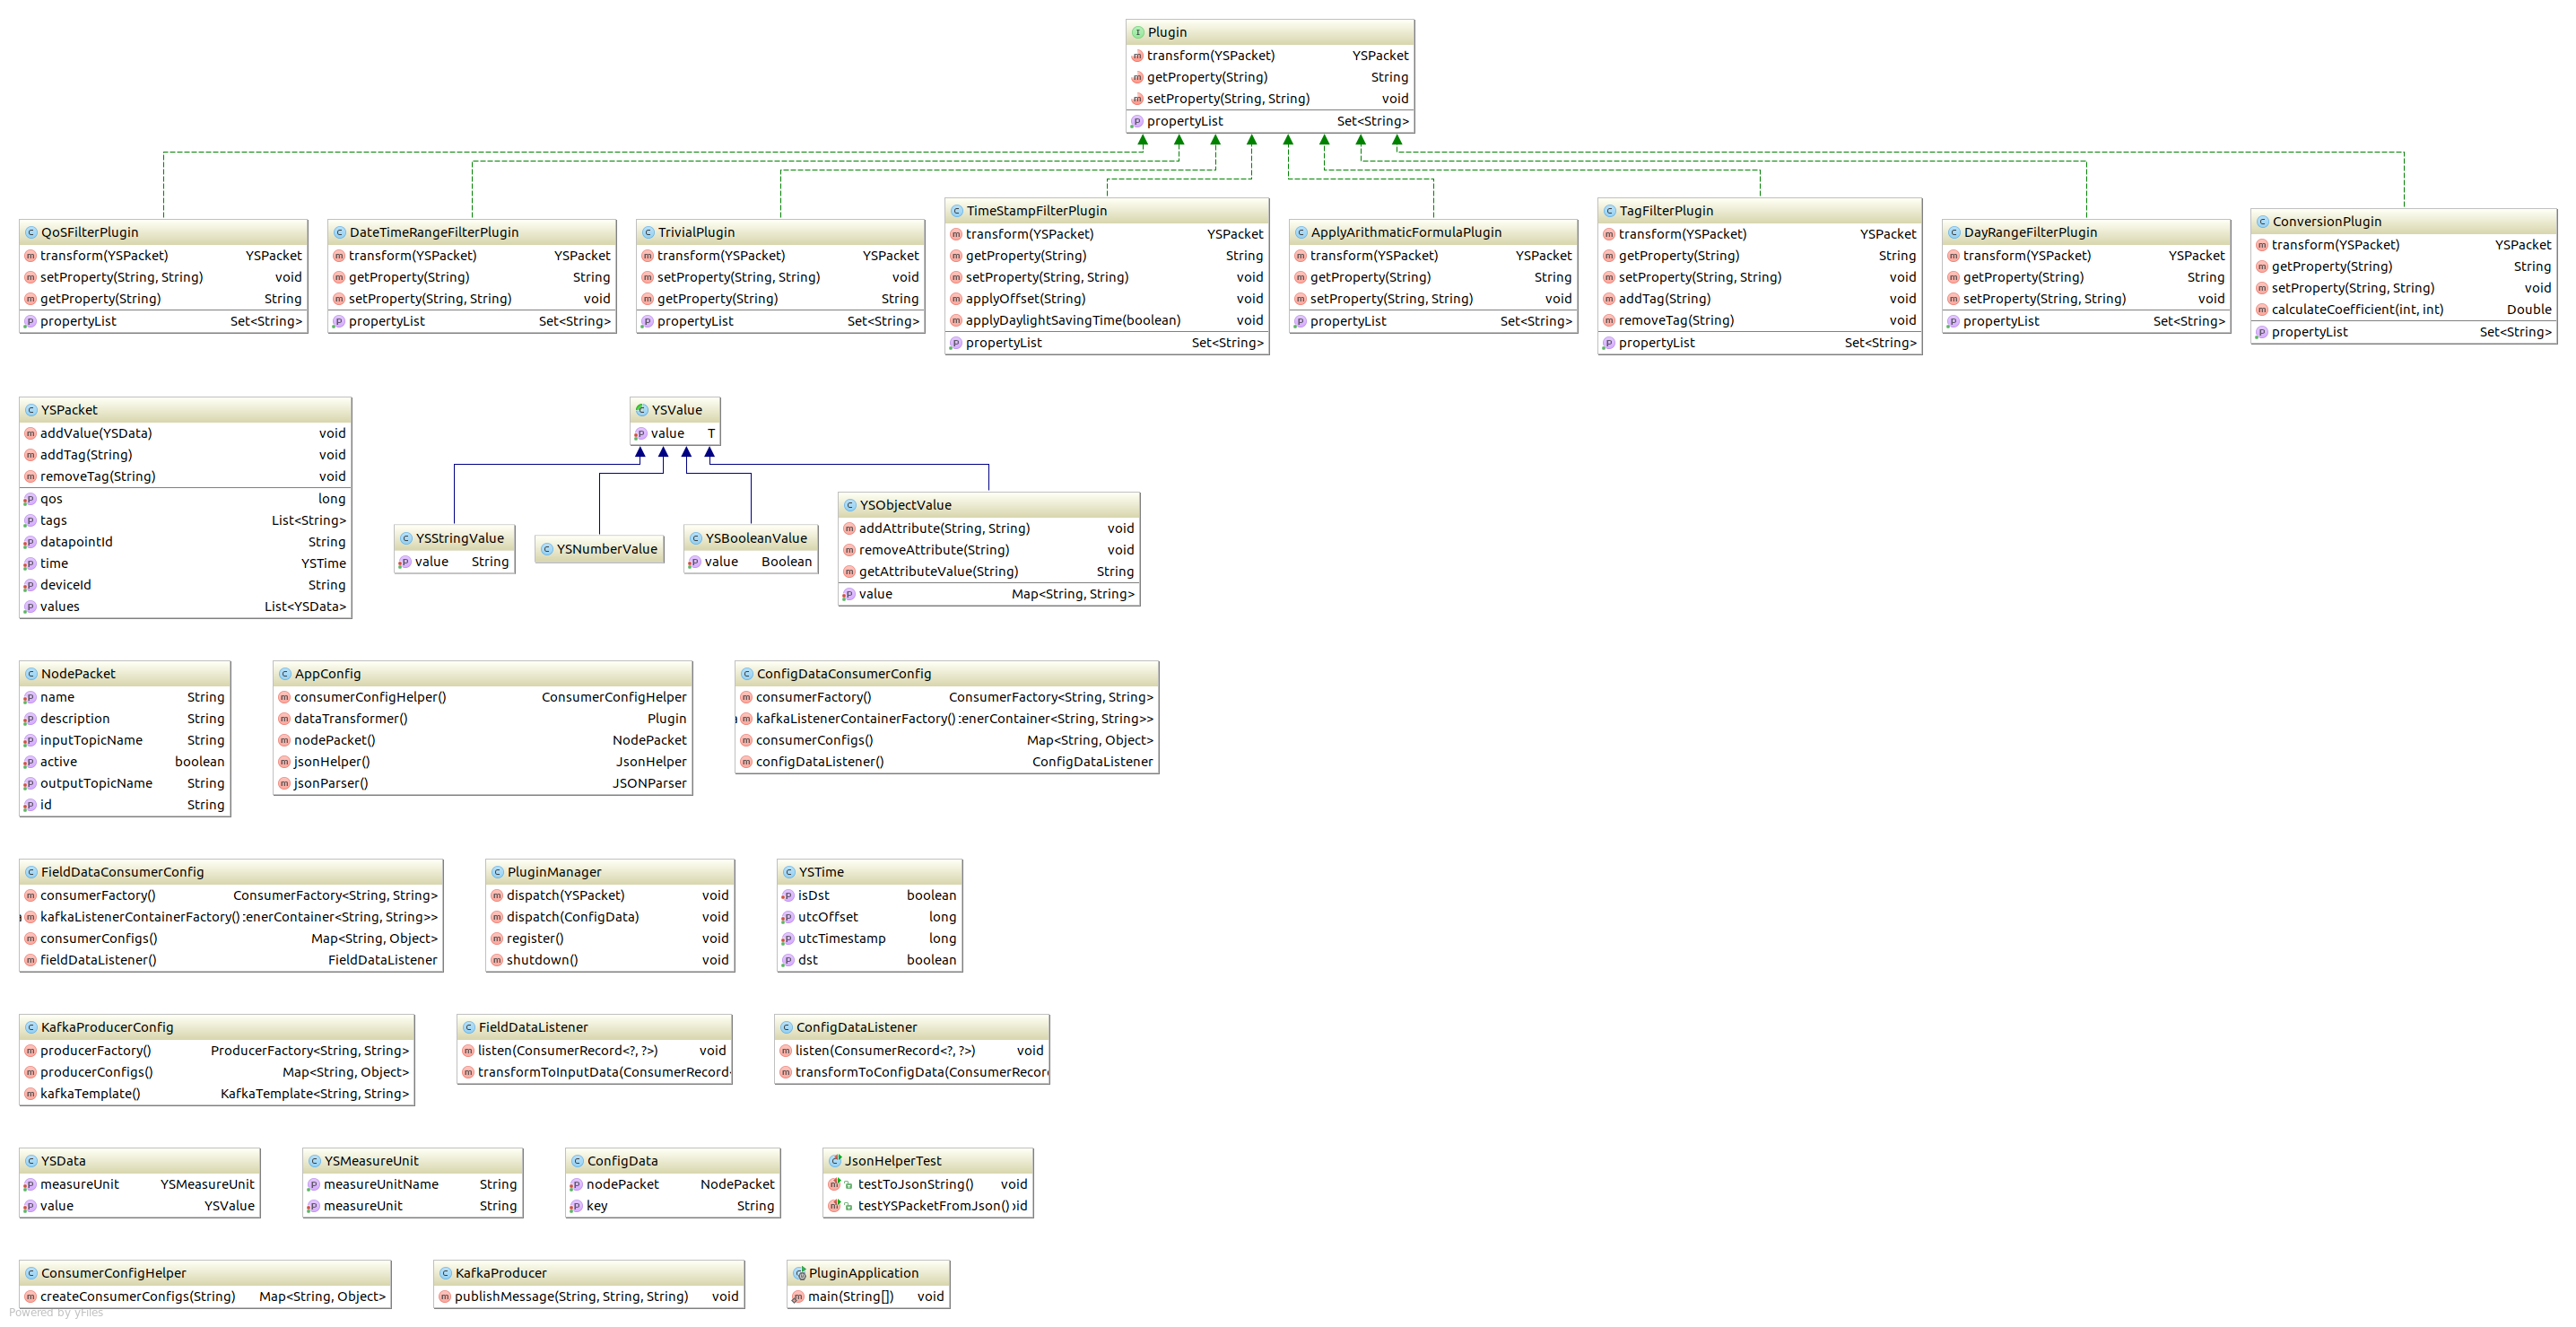 Plugin
transform(YSPacket) YSPacket
getProperty(String) String
setProperty(String, String) void
propertyList Set<String>
QoSFilterPlugin
transform(YSPacket) YSPacket
setProperty(String, String) void
getProperty(String) String
propertyList Set<String>
DateTimeRangeFilterPlugin
transform(YSPacket) YSPacket
getProperty(String) String
setProperty(String, String) void
propertyList Set<String>
TrivialPlugin
transform(YSPacket) YSPacket
setProperty(String, String) void
getProperty(String) String
propertyList Set<String>
TimeStampFilterPlugin
transform(YSPacket) YSPacket
getProperty(String) String
setProperty(String, String) void
applyOffset(String) void
applyDaylightSavingTime(boolean) void
propertyList Set<String>
ApplyArithmaticFormulaPlugin
transform(YSPacket) YSPacket
getProperty(String) String
setProperty(String, String) void
propertyList Set<String>
TagFilterPlugin
transform(YSPacket) YSPacket
getProperty(String) String
setProperty(String, String) void
addTag(String) void
removeTag(String) void
propertyList Set<String>
DayRangeFilterPlugin
transform(YSPacket) YSPacket
getProperty(String) String
setProperty(String, String) void
propertyList Set<String>
ConversionPlugin
transform(YSPacket) YSPacket
getProperty(String) String
setProperty(String, String) void
calculateCoefficient(int, int) Double
propertyList Set<String>
YSPacket
addValue(YSData) void
addTag(String) void
removeTag(String) void
qos long
tags List<String>
datapointId String
time YSTime
deviceId String
values List<YSData>
YSValue
value T
YSStringValue
value String
YSNumberValue
YSBooleanValue
value Boolean
YSObjectValue
addAttribute(String, String) void
removeAttribute(String) void
getAttributeValue(String) String
value Map<String, String>
NodePacket
name String
description String
inputTopicName String
active boolean
outputTopicName String
id String
AppConfig
consumerConfigHelper() ConsumerConfigHelper
dataTransformer() Plugin
nodePacket() NodePacket
jsonHelper() JsonHelper
jsonParser() JSONParser
ConfigDataConsumerConfig
consumerFactory() ConsumerFactory<String, String>
kafkaListenerContainerFactory() :enerContainer<String, String>>
consumerConfigs() Map<String, Object>
configDataListener() ConfigDataListener
FieldDataConsumerConfig
consumerFactory() ConsumerFactory<String, String>
kafkaListenerContainerFactory() :enerContainer<String, String>>
consumerConfigs() Map<String, Object>
fieldDataListener() FieldDataListener
PluginManager
dispatch(YSPacket) void
dispatch(ConfigData) void
register() void
shutdown() void
YSTime
isDst boolean
utcOffset long
utcTimestamp long
dst boolean
KafkaProducerConfig
producerFactory() ProducerFactory<String, String>
producerConfigs() Map<String, Object>
kafkaTemplate() KafkaTemplate<String, String>
FieldDataListener
listen(ConsumerRecord<?, ?>) void
transformToInputData(ConsumerRecord
ConfigDataListener
listen(ConsumerRecord<?, ?>) void
transformToConfigData(ConsumerRecor
YSData
measureUnit YSMeasureUnit
value YSValue
YSMeasureUnit
measureUnitName String
measureUnit String
ConfigData
nodePacket NodePacket
key String
JsonHelperTest
testToJsonString() void
testYSPacketFromJson() oid
ConsumerConfigHelper
createConsumerConfigs(String) Map<String, Object>
KafkaProducer
publishMessage(String, String, String) void
PluginApplication
main(String[]) void
Powered by yFiles